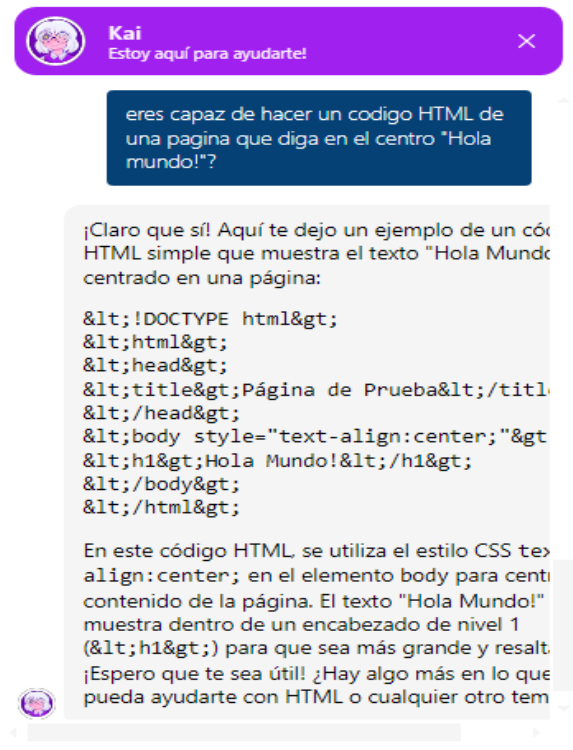 Kai
Estoy aquí para ayudarte!
eres capaz de hacer un codigo HTML de
una pagina que diga en el centro "Hola
mundo!"?
¡Claro que sí! Aquí te dejo un ejemplo de un
HTML simple que muestra el texto "Hola
centrado en una página:
&lt;!DOCTYPE html&gt;
&lt;html&gt;
&lt;head&gt;
&lt;title&gt;Página de Prueba&lt;/titl
&lt;/head&gt;
&lt;body style="text-align:center;"&gt
&lt;h1&gt;Hola Mundo!&lt;/h1&gt;
&lt;/body&gt;
&lt;/html&gt;
En este código HTML, se utiliza el estilo CSS
align:center; en el elemento body para
contenido de la página. El texto "Hola Mundo!"
muestra dentro de un encabezado de nivel 1
(&lt;h1&gt;) para que sea más grande y
¡Espero que te sea útil! ¿Hay algo más en lo que
pueda ayudarte con HTML o cualquier otro